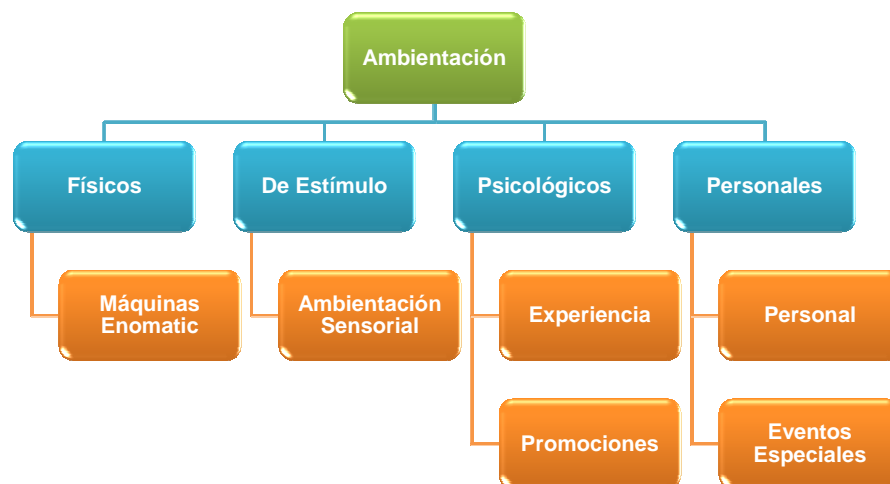 Ambientación
Físicos
De Estímulo
Psicológicos
Personales
Máquinas
Enomatic
Ambientación
Sensorial
Experiencia
Personal
Promociones
Eventos
Especiales